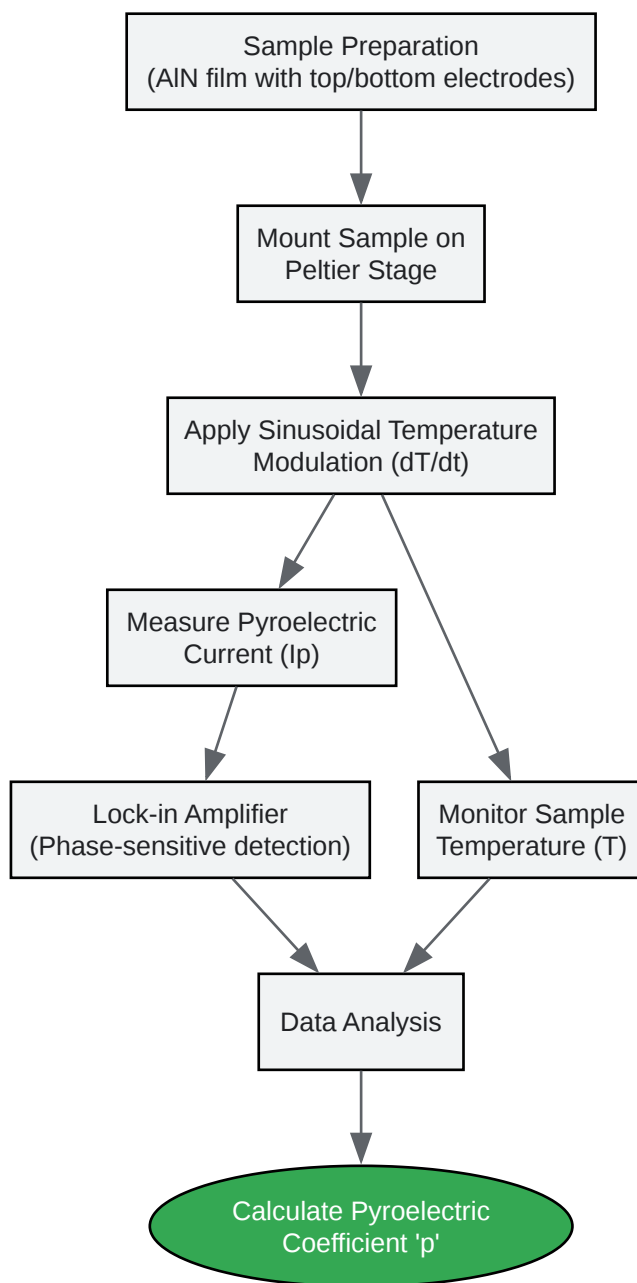 Sample Preparation
(AlN film with top/bottom electrodes)
Mount Sample on
Peltier Stage
Apply Sinusoidal Temperature
Modulation (dT/dt)
Measure Pyroelectric
Current (Ip)
Lock-in Amplifier
(Phase-sensitive detection)
Monitor Sample
Temperature (T)
Data Analysis
Calculate Pyroelectric
Coefficient 'p'